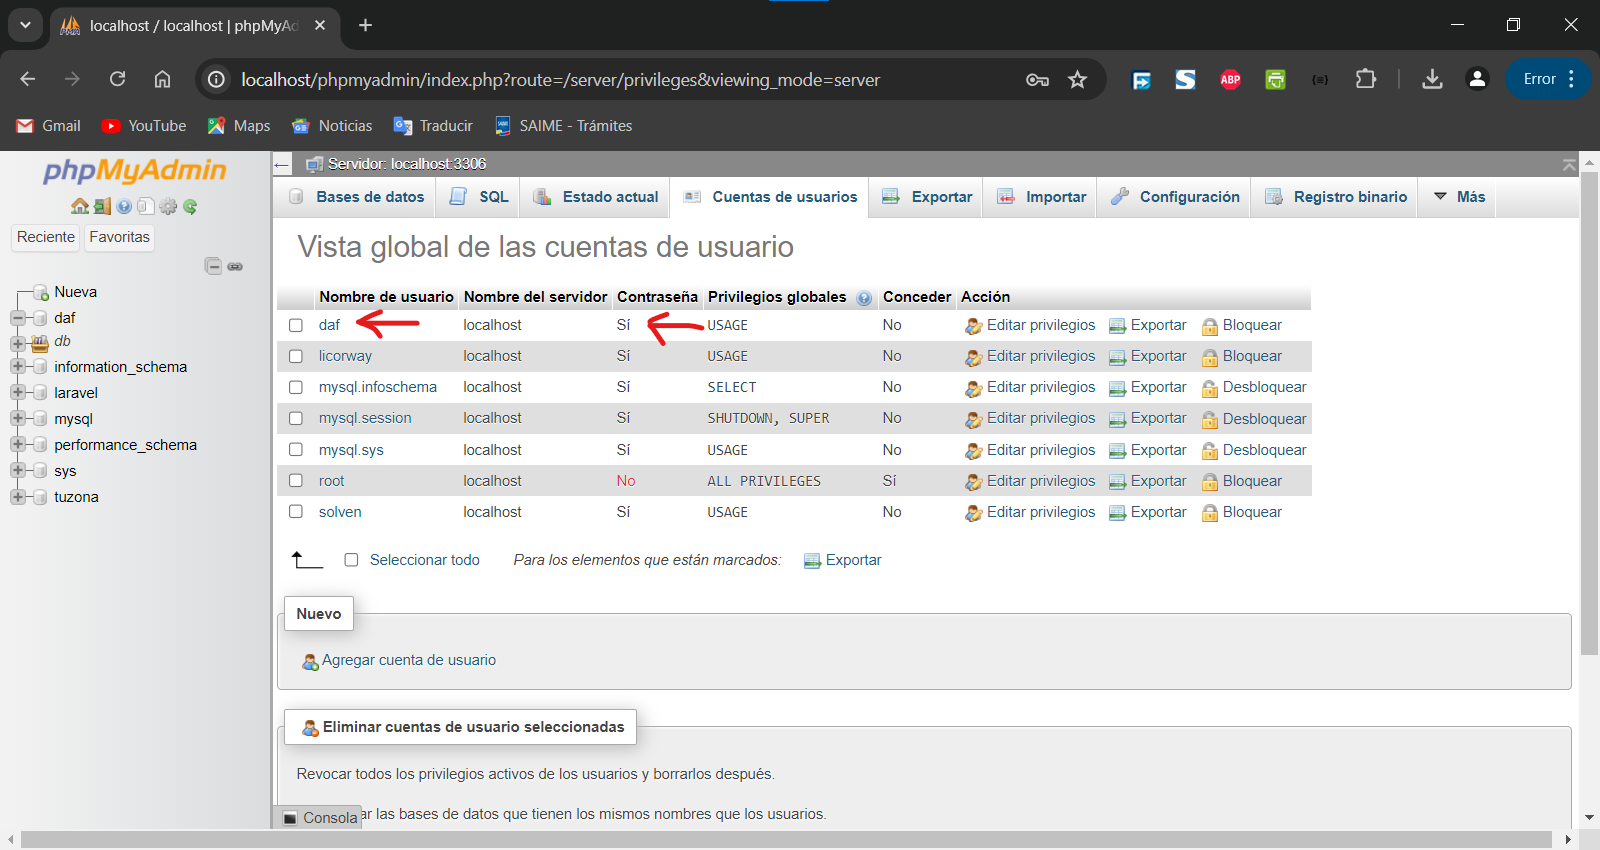 localhost / localhost | phpMyAd
localhost/phpmyadmin/index.php?route=/server/privileges&viewing_mode=server
ABP
Error
Gmail
YouTube
Maps
Noticias
Traducir
SAIME - Trámites
phpMyAdmin
Reciente
Favoritas
Nueva
daf
db
information_schema
laravel
mysql
performance_schema
sys
tuzona
Servidor: localhost:3306
Bases de datos
SQL
Estado actual
Cuentas de usuarios
Exportar
Importar
Configuración
Registro binario
Más
Vista global de las cuentas de usuario
Nombre de usuario Nombre del servidor Contraseña Privilegios globales Conceder Acción
daf localhost Sí USAGE No Editar privilegios Exportar Bloquear
licorway localhost Sí USAGE No Editar privilegios Exportar Bloquear
mysql.infoschema localhost Sí SELECT No Editar privilegios Exportar Desbloquear
mysql.session localhost Sí SHUTDOWN, SUPER No Editar privilegios Exportar Desbloquear
mysql.sys localhost Sí USAGE No Editar privilegios Exportar Desbloquear
root localhost No ALL PRIVILEGES Sí Editar privilegios Exportar Bloquear
solven localhost Sí USAGE No Editar privilegios Exportar Bloquear
Seleccionar todo Para los elementos que están marcados: Exportar
Nuevo
Agregar cuenta de usuario
Eliminar cuentas de usuario seleccionadas
Revocar todos los privilegios activos de los usuarios y borrarlos después.
ar las bases de datos que tienen los mismos nombres que los usuarios.
Consola